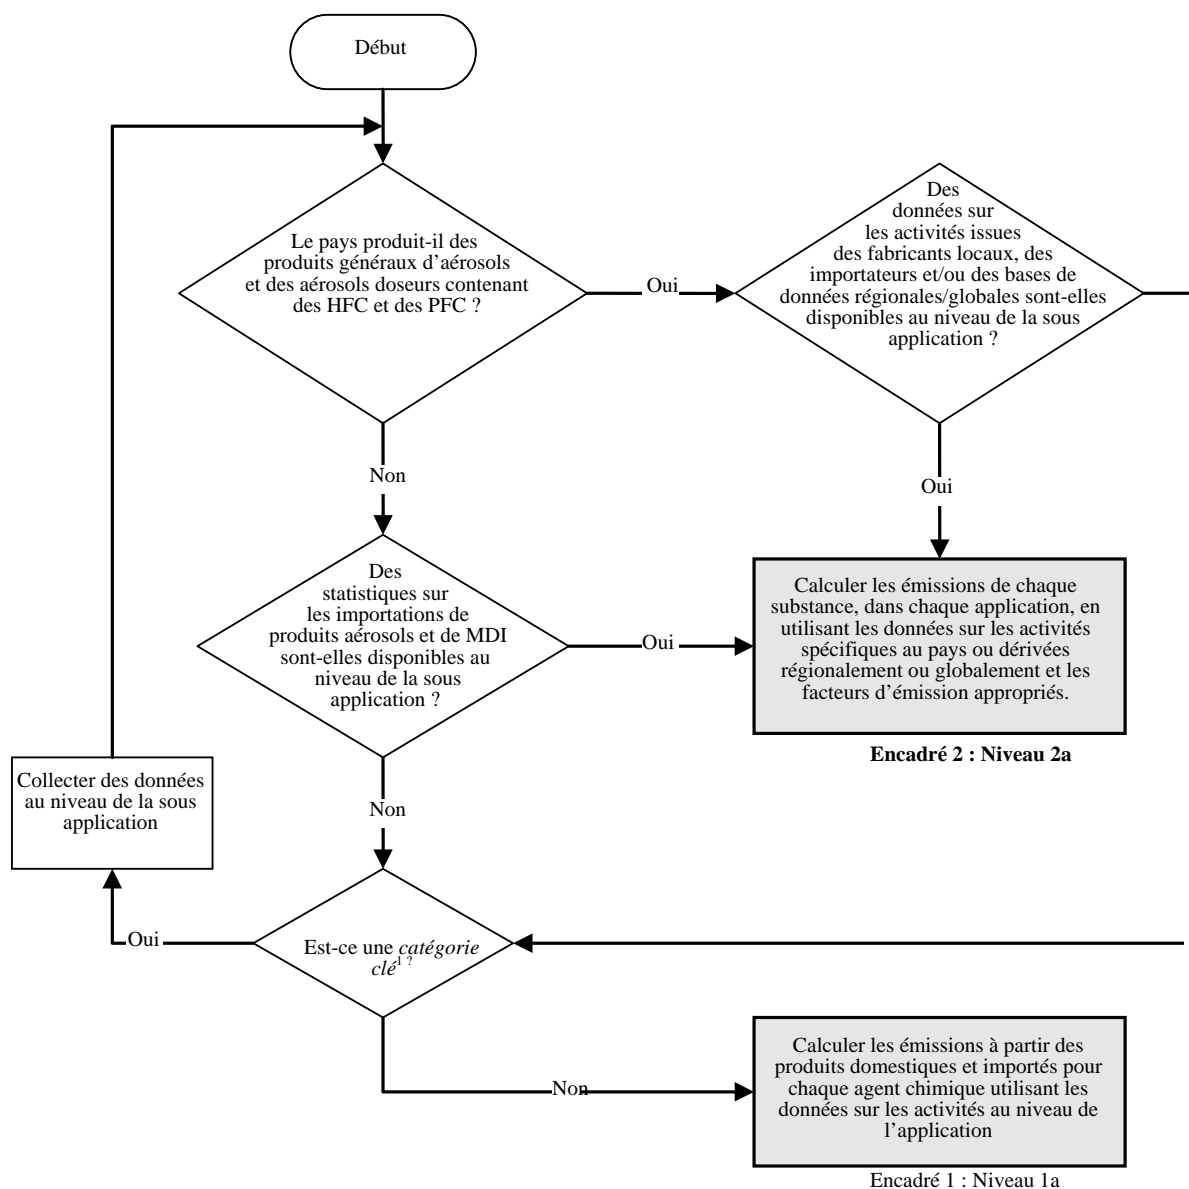 Début
Le pays produit-il des
produits généraux d’aérosols
et des aérosols doseurs contenant
des HFC et des PFC ?
Oui
Des
données sur
les activités issues
des fabricants locaux, des
importateurs et/ou des bases de
données régionales/globales sont-elles
disponibles au niveau de la sous
application ?
Non
Oui
Des
statistiques sur
les importations de
produits aérosols et de MDI
sont-elles disponibles au
niveau de la sous
application ?
Oui
Calculer les émissions de chaque
substance, dans chaque application, en
utilisant les données sur les activités
spécifiques au pays ou dérivées
régionalement ou globalement et les
facteurs d’émission appropriés.
Encadré 2 : Niveau 2a
Collecter des données
au niveau de la sous
application
Non
Oui
Est-ce une catégorie
clé1 ?
Non
Calculer les émissions à partir des
produits domestiques et importés pour
chaque agent chimique utilisant les
données sur les activités au niveau de
l’application
Encadré 1 : Niveau 1a